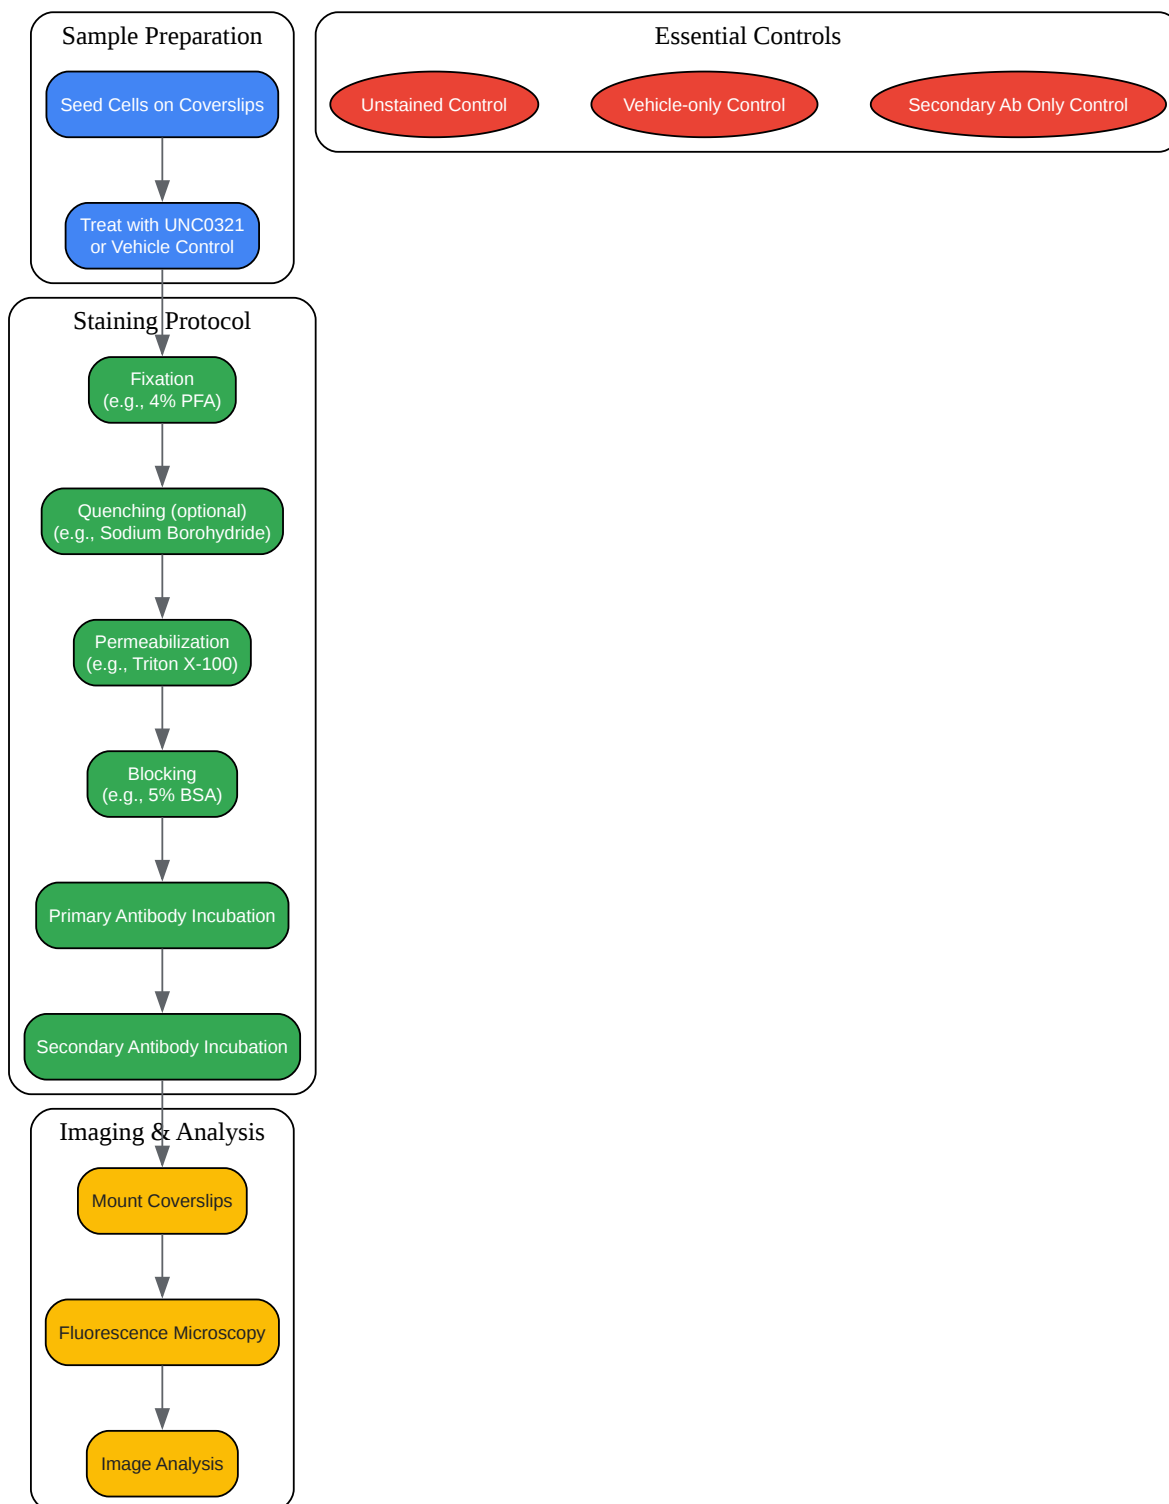 Sample Preparation
Seed Cells on Coverslips
Treat with UNC0321
or Vehicle Control
Essential Controls
Unstained Control
Vehicle-only Control
Secondary Ab Only Control
Staining Protocol
Fixation
(e.g., 4% PFA)
Quenching (optional)
(e.g., Sodium Borohydride)
Permeabilization
(e.g., Triton X-100)
Blocking
(e.g., 5% BSA)
Primary Antibody Incubation
Secondary Antibody Incubation
Imaging & Analysis
Mount Coverslips
Fluorescence Microscopy
Image Analysis